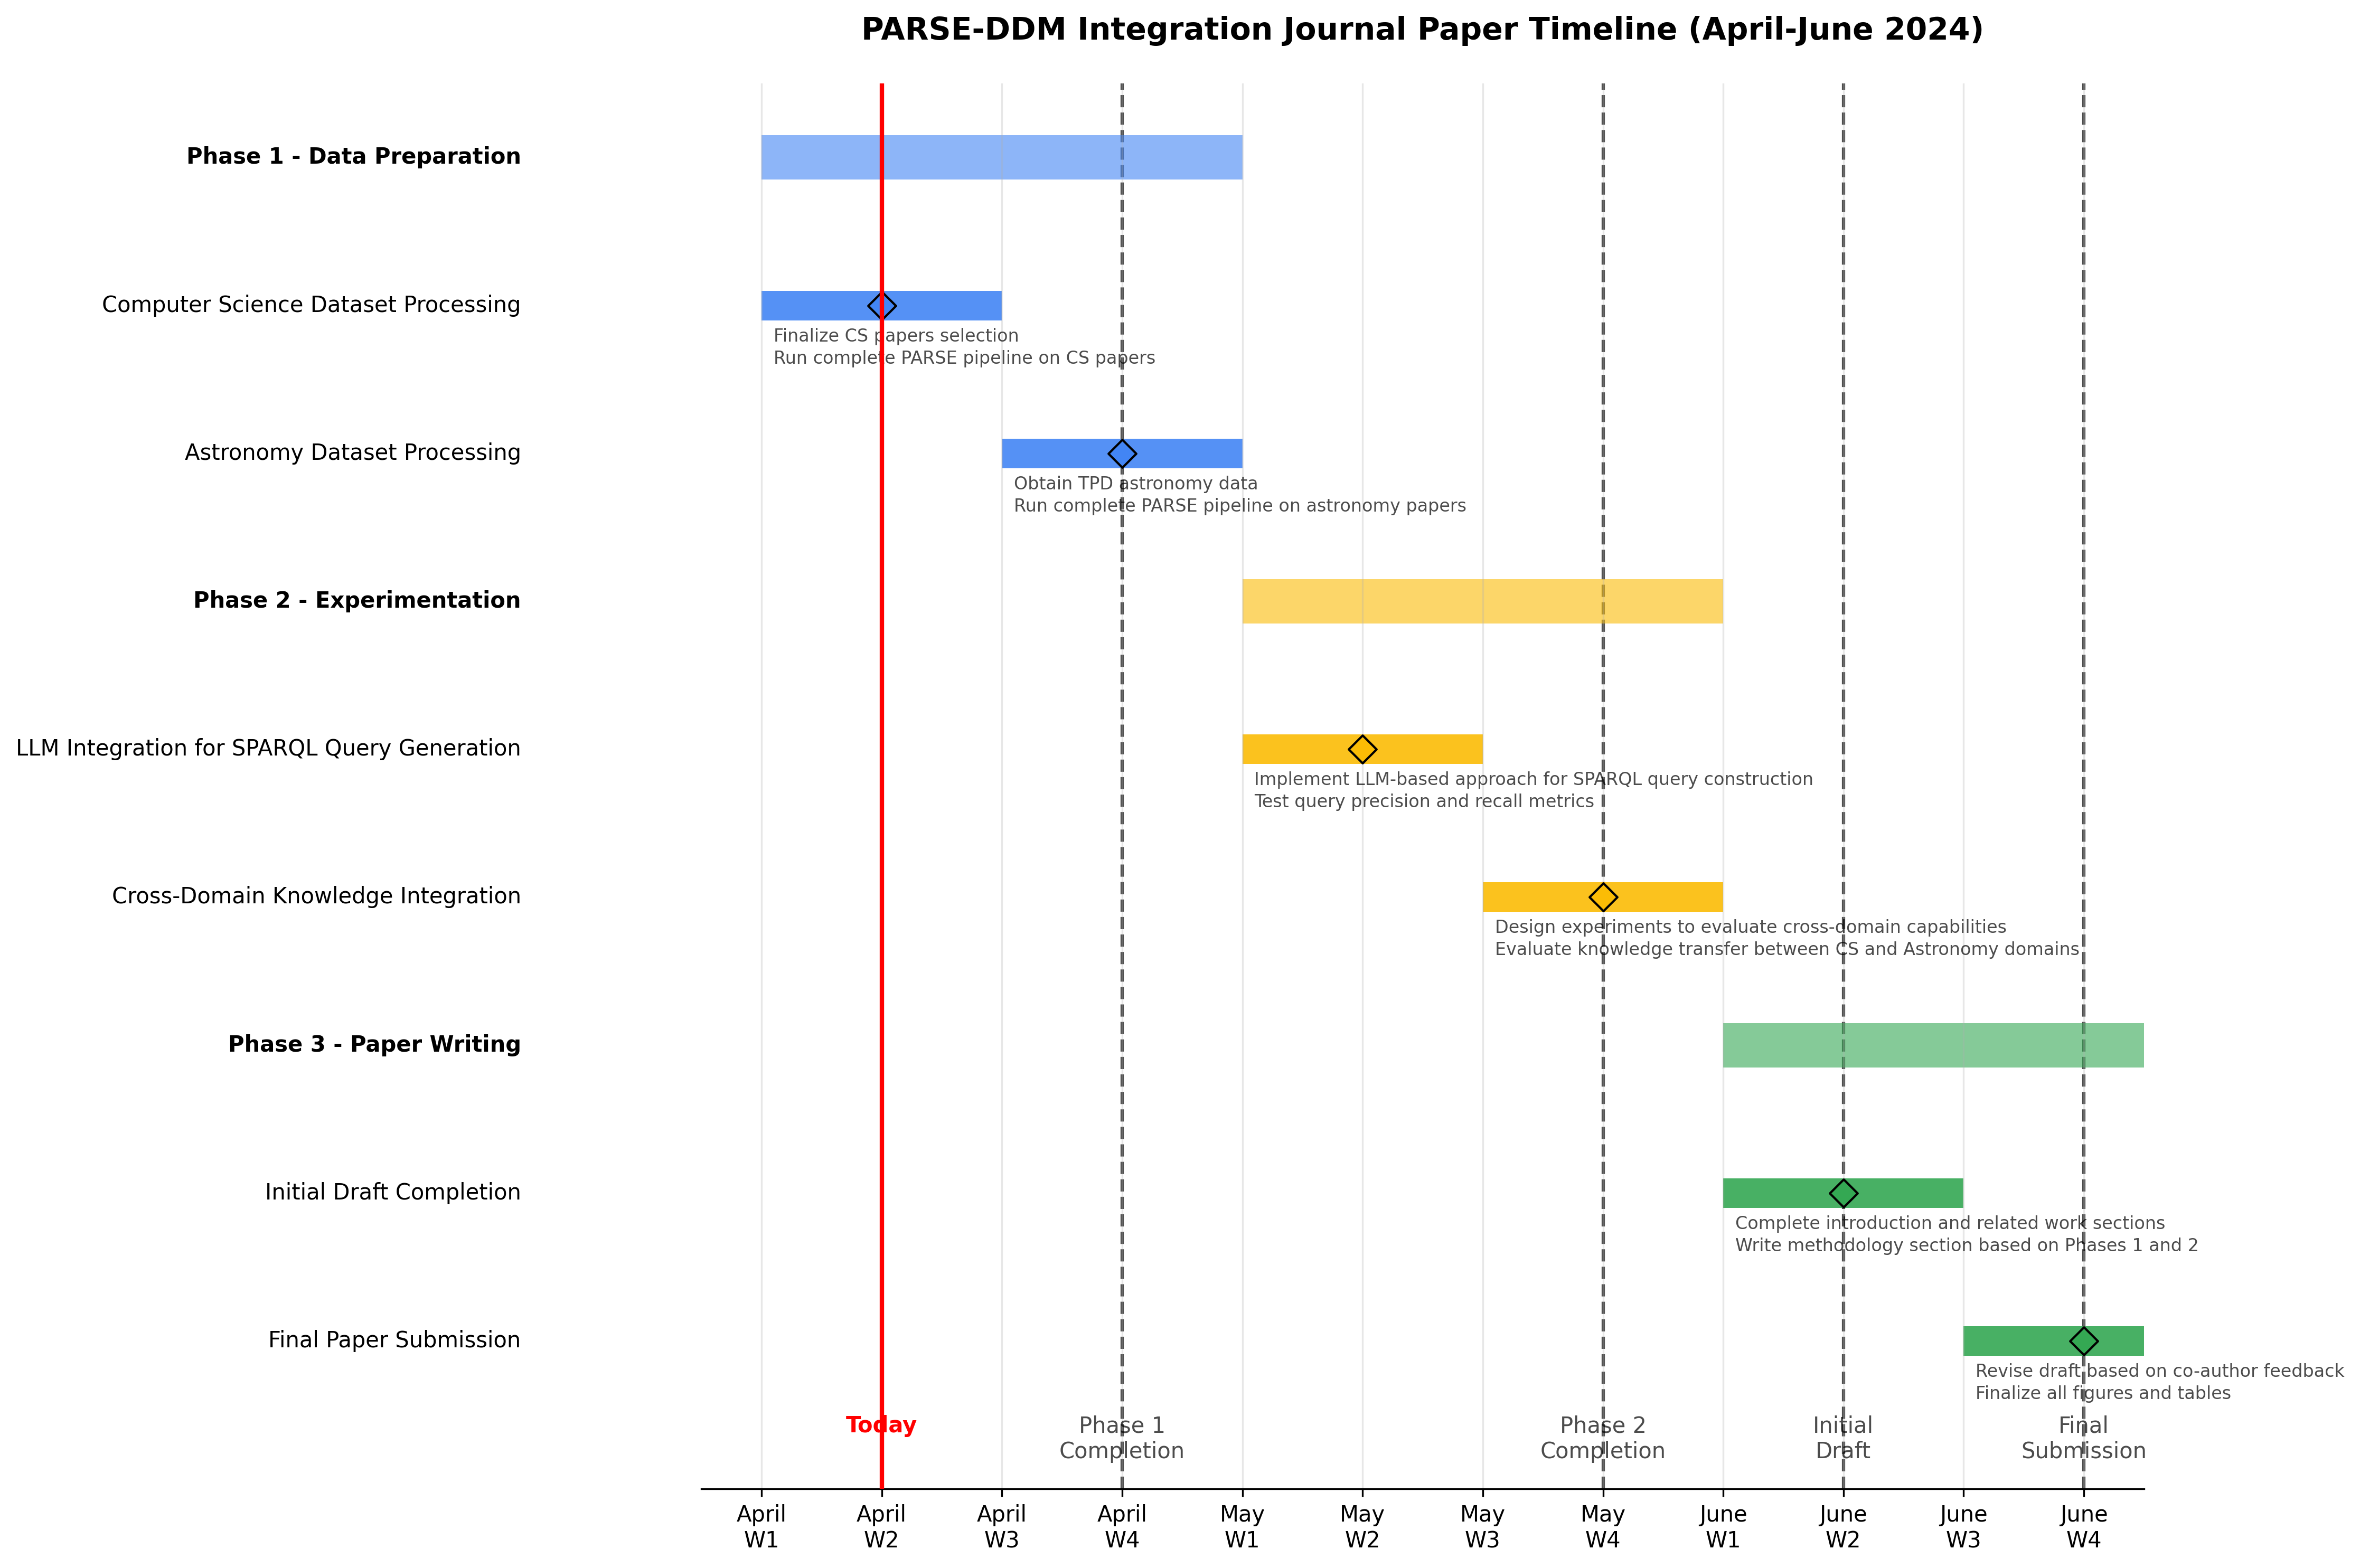 PARSE-DDM Integration Journal Paper Timeline (April-June 2024)
Phase 1 - Data Preparation
Computer Science Dataset Processing
Finalize CS papers selection
Run complete PARSE pipeline on CS papers
Astronomy Dataset Processing
Obtain TPD astronomy data
Run complete PARSE pipeline on astronomy papers
Phase 2 - Experimentation
LLM Integration for SPARQL Query Generation
Implement LLM-based approach for SPARQL query construction
Test query precision and recall metrics
Cross-Domain Knowledge Integration
Design experiments to evaluate cross-domain capabilities
Evaluate knowledge transfer between CS and Astronomy domains
Phase 3 - Paper Writing
Initial Draft Completion
Complete introduction and related work sections
Write methodology section based on Phases 1 and 2
Final Paper Submission
Revise draft based on co-author feedback
Finalize all figures and tables
Today
Phase 1
Completion
Phase 2
Completion
Initial
Draft
Final
Submission
April
W1
April
W2
April
W3
April
W4
May
W1
May
W2
May
W3
May
W4
June
W1
June
W2
June
W3
June
W4